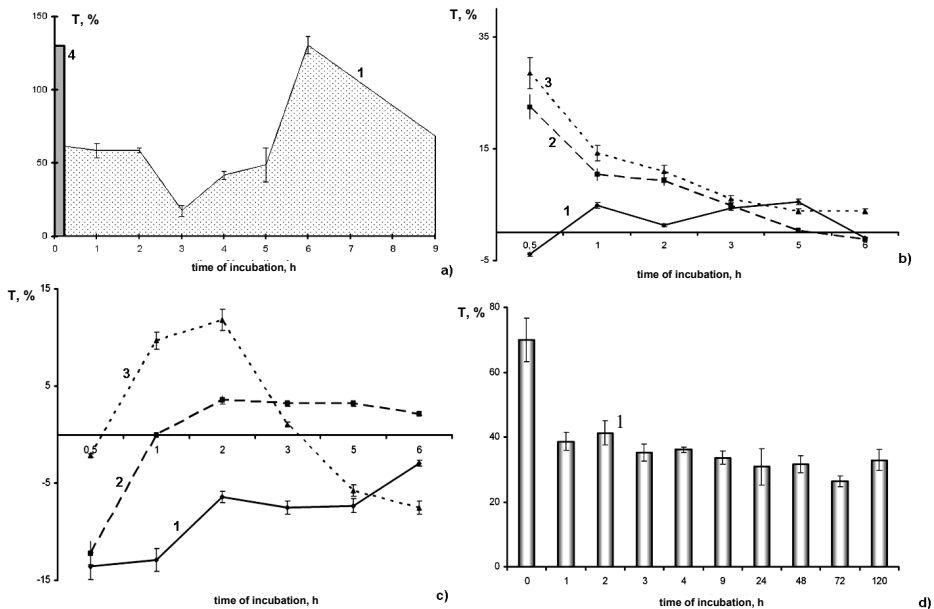 T, %
150
100
50
0
4
1
0 1 2 3 4 5 6 7 8 9
time of incubation, h
a)
T, %
35
15
-5
3
2
1
0,5 1 2 3 5 6
time of incubation, h
b)
T, %
15
5
-5
-15
3
2
1
0,5 1 2 3 5 6
time of incubation, h
c)
T, %
80
60
40
20
0
1
0 1 2 3 4 9 24 48 72 120
time of incubation, h
d)